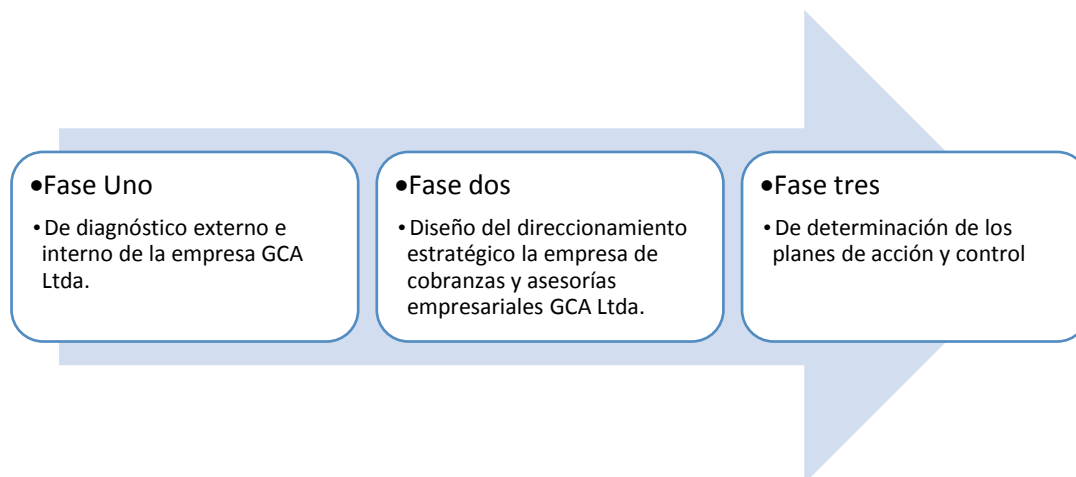 •Fase Uno
• De diagnóstico externo e
interno de la empresa GCA
Ltda.
•Fase dos
• Diseño del direccionamiento
estratégico la empresa de
cobranzas y asesorías
empresariales GCA Ltda.
•Fase tres
• De determinación de los
planes de acción y control